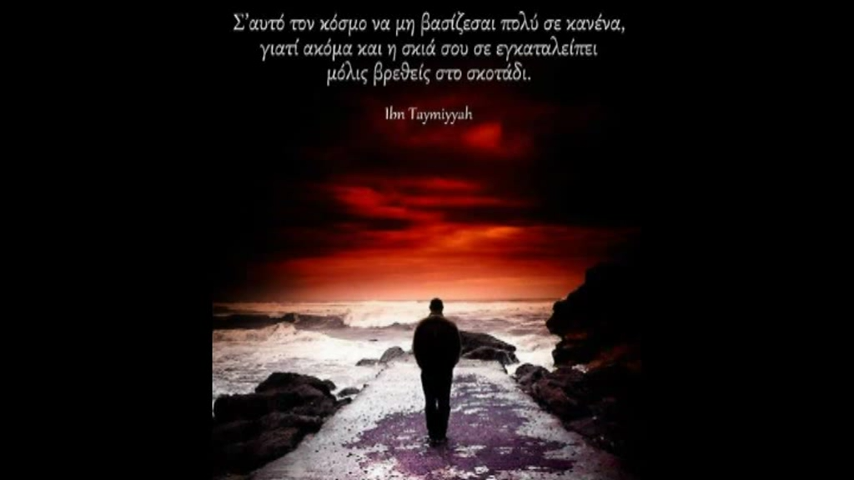 Σ'αυτό τον κόσμο να μη βασίζεσαι πολύ σε κανένα,
γιατί ακόμα και η σκιά σου σε εγκαταλείπει
μόλις βρεθείς στο σκοτάδι.
Ibn Taymiyyah